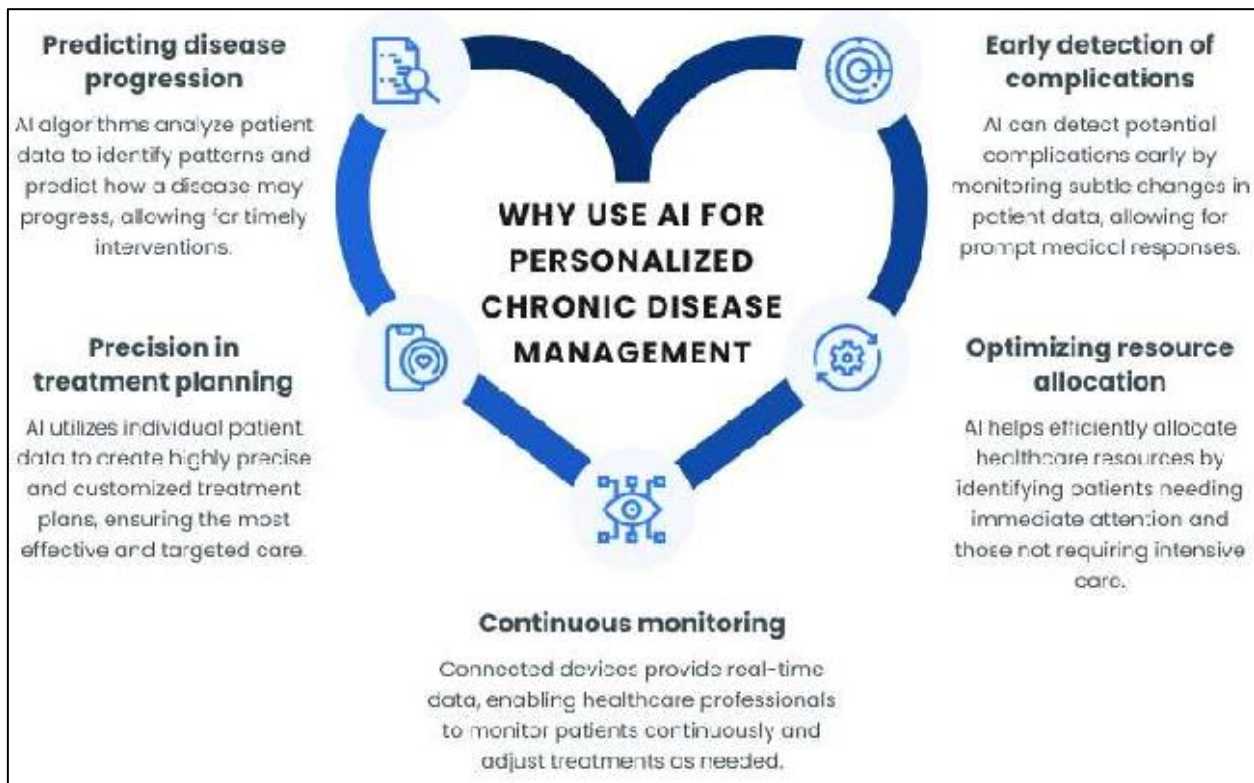 Predicting disease
progression
AI algorithms analyze patient
data to identify patterns and
predict how a disease may
progress, allowing for timely
interventions.
Early detection of
complications
AI can detect potential
complications early by
monitoring subtle changes in
patient data, allowing for
prompt medical responses.
WHY USE AI FOR
PERSONALIZED
CHRONIC DISEASE
MANAGEMENT
Precision in
treatment planning
AI utilizes individual patient
data to create highly precise
and customized treatment
plans, ensuring the most
effective and targeted care.
Optimizing resource
allocation
AI helps efficiently allocate
healthcare resources by
identifying patients needing
immediate attention and
those not requiring intensive
care.
Continuous monitoring
Connected devices provide real-time
data, enabling healthcare professionals
to monitor patients continuously and
adjust treatments as needed.